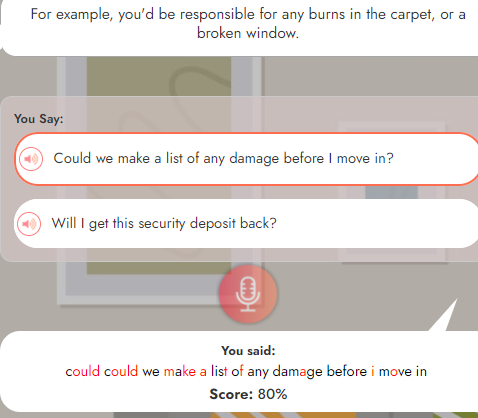 For example, you'd be responsible for any burns in the carpet, or a
broken window.
You Say:
Could we make a list of any damage before I move in?
Will I get this security deposit back?
You said:
could could we make a list of any damage before i move in
Score: 80%